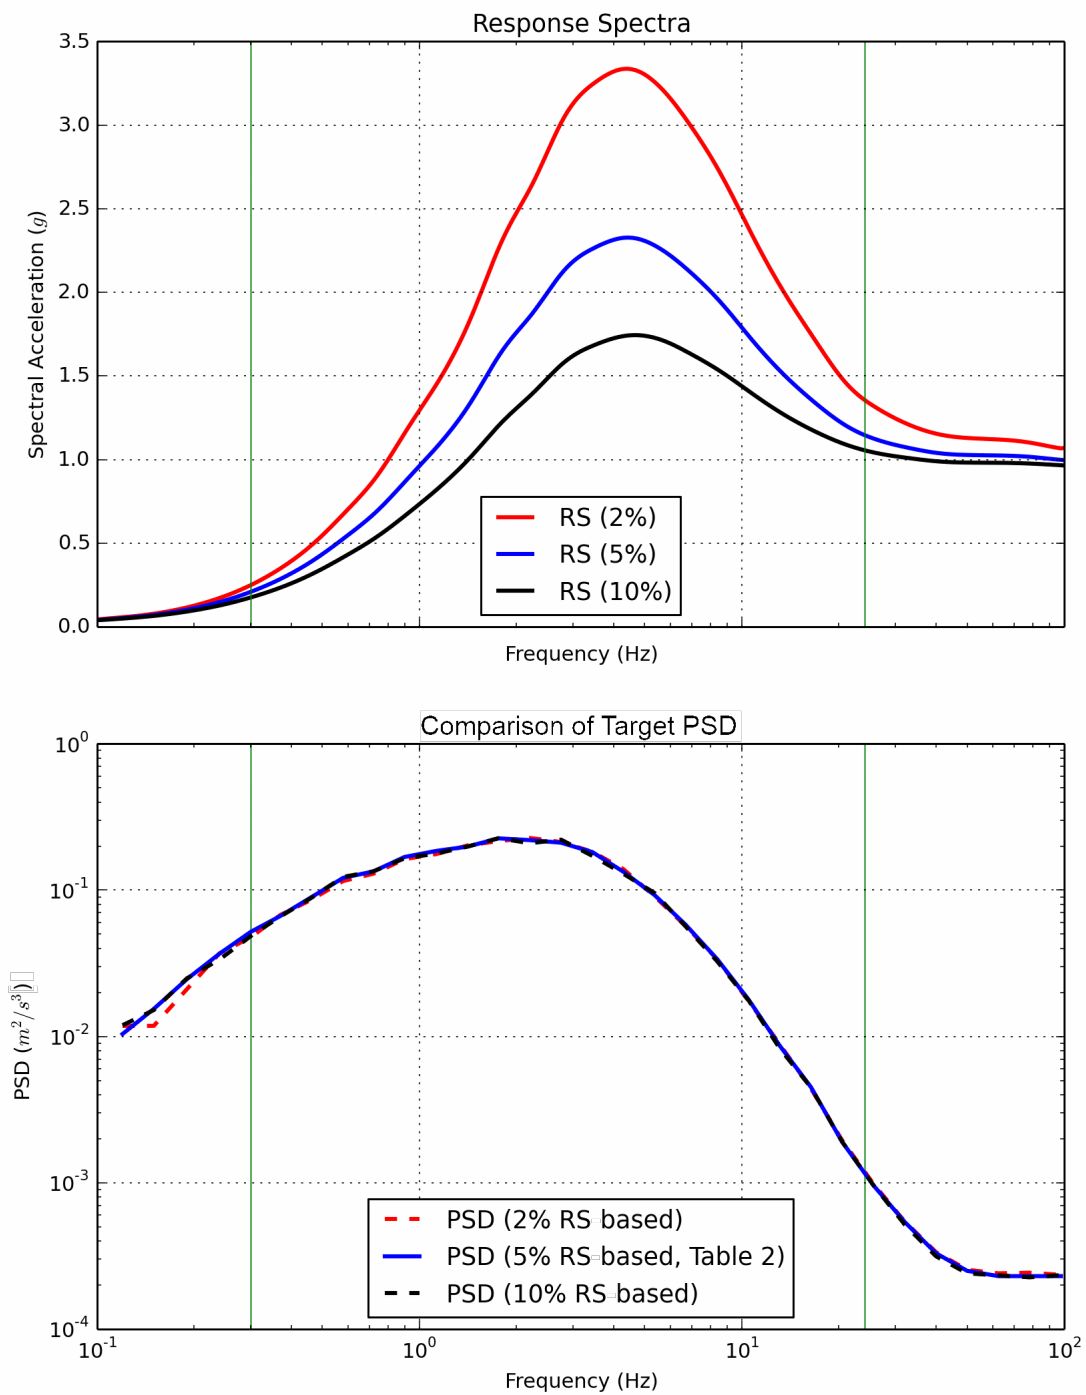 Response Spectra
3.5
3.0
2.5
2.0
1.5
1.0
0.5
0.0
Spectral Acceleration (g)
RS (2%)
RS (5%)
RS (10%)
Frequency (Hz)
Comparison of Target PSD
10^0
10^-1
10^-2
10^-3
10^-4
PSD (m^2/s^3)
PSD (2% RS-based)
PSD (5% RS-based, Table 2)
PSD (10% RS-based)
10^-1 10^0 10^1 10^2
Frequency (Hz)